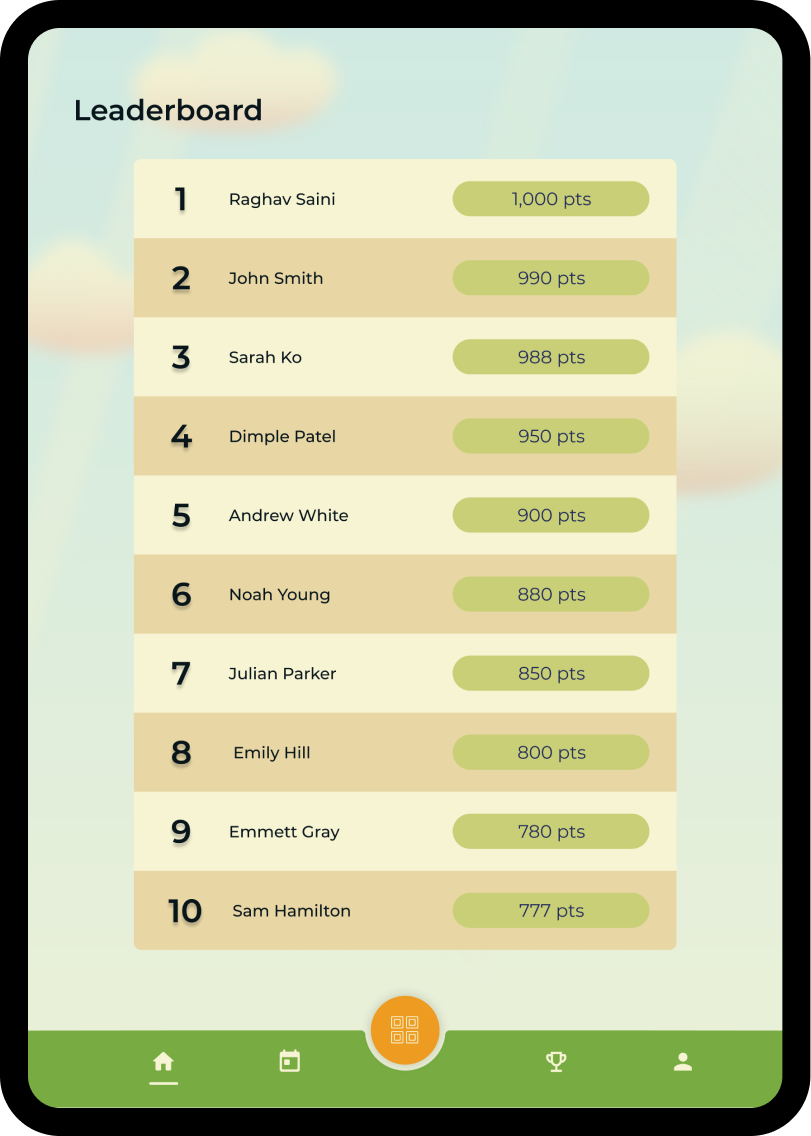 Leaderboard
1 Raghav Saini 1,000 pts
2 John Smith 990 pts
3 Sarah Ko 988 pts
4 Dimple Patel 950 pts
5 Andrew White 900 pts
6 Noah Young 880 pts
7 Julian Parker 850 pts
8 Emily Hill 800 pts
9 Emmett Gray 780 pts
10 Sam Hamilton 777 pts